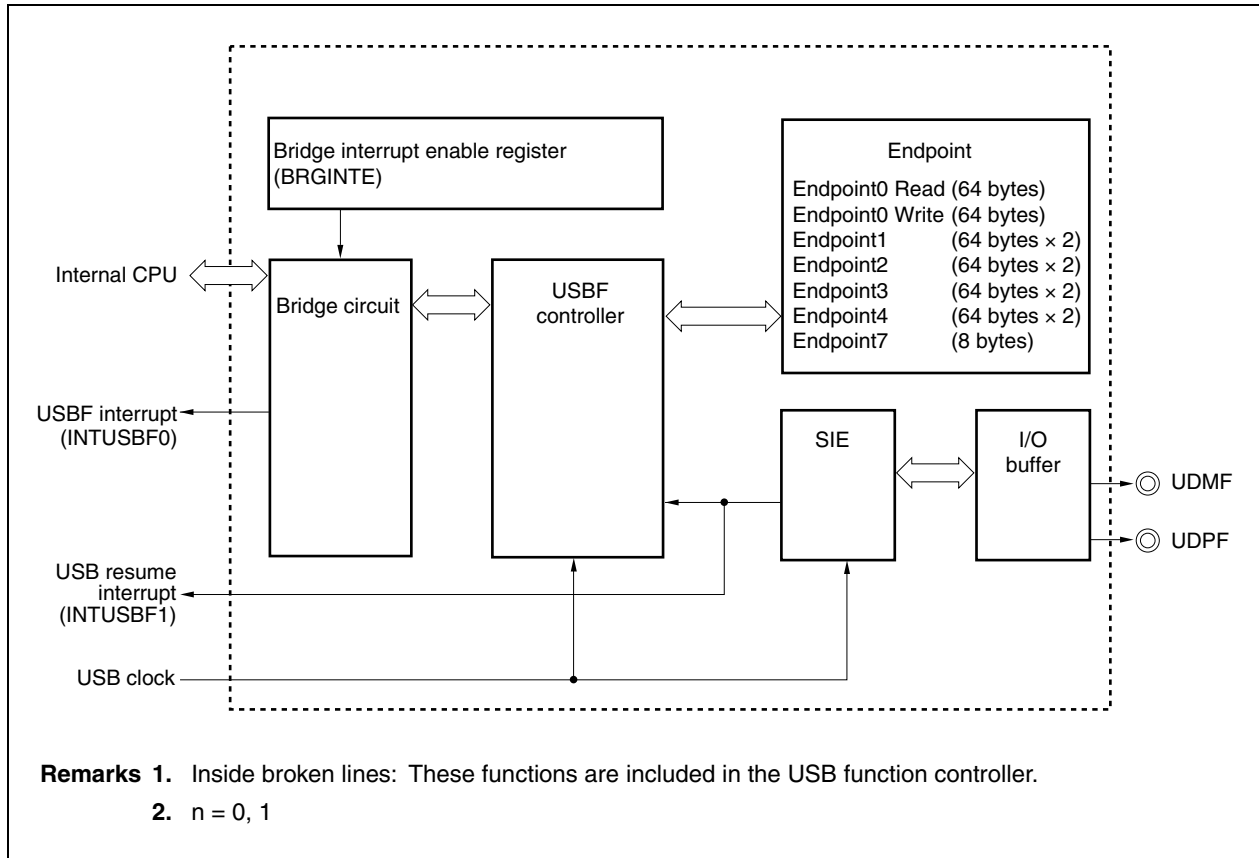 Bridge interrupt enable register
(BRGINTE)
Endpoint
Endpoint0 Read (64 bytes)
Endpoint0 Write (64 bytes)
Endpoint1 (64 bytes × 2)
Endpoint2 (64 bytes × 2)
Endpoint3 (64 bytes × 2)
Endpoint4 (64 bytes × 2)
Endpoint7 (8 bytes)
Internal CPU
Bridge circuit
USBF
controller
USBF interrupt
(INTUSBF0)
SIE
I/O
buffer
UDMF
UDPF
USB resume
interrupt
(INTUSBF1)
USB clock
Remarks 1. Inside broken lines: These functions are included in the USB function controller.
2. n = 0, 1